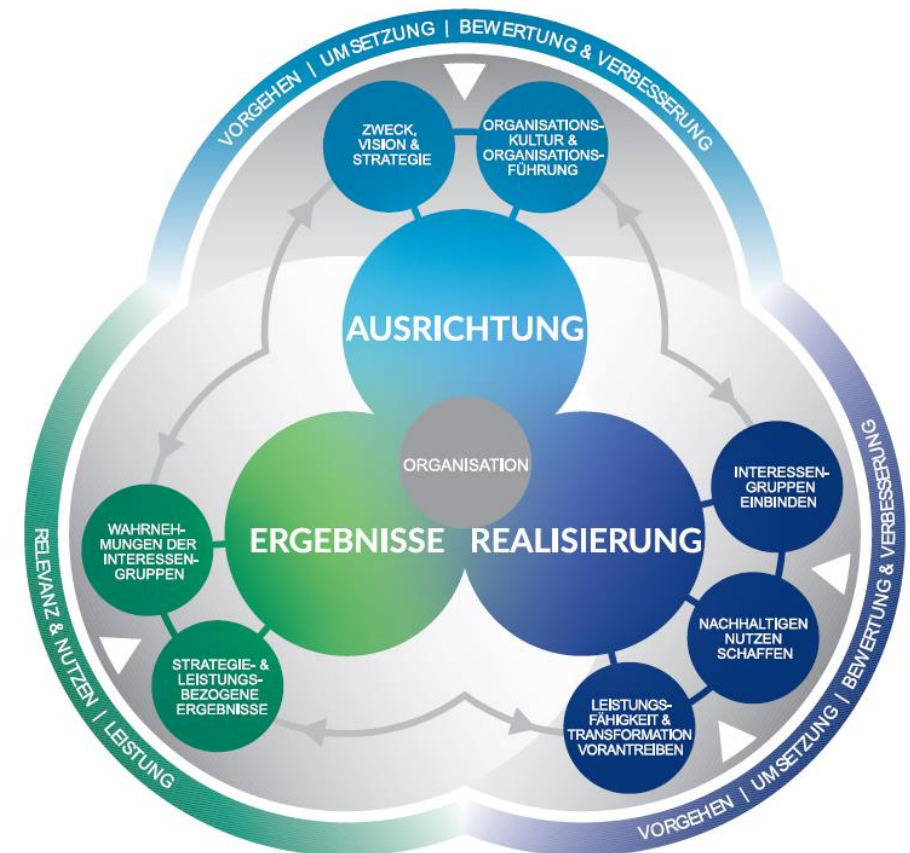 VORGEHEN | UMSETZUNG | BEWERTUNG & VERBESSERUNG
ZWECK,
VISION &
STRATEGIE
ORGANISATIONS-
KULTUR &
ORGANISATIONS-
FÜHRUNG
AUSRICHTUNG
ORGANISATION
ERGEBNISSE
REALISIERUNG
WAHRNEH-
MUNGEN DER
INTERESSEN-
GRUPPEN
STRATEGIE- &
LEISTUNGS-
BEZOGENE
ERGEBNISSE
INTERESSEN-
GRUPPEN
EINBINDEN
NACHHALTIGEN
NUTZEN
SCHAFFEN
LEISTUNGS-
FÄHIGKEIT &
TRANSFORMATION
VORANTREIBEN
RELEVANZ & NUTZEN | LEISTUNG
VORGEHEN | UMSETZUNG | BEWERTUNG & VERBESSERUNG